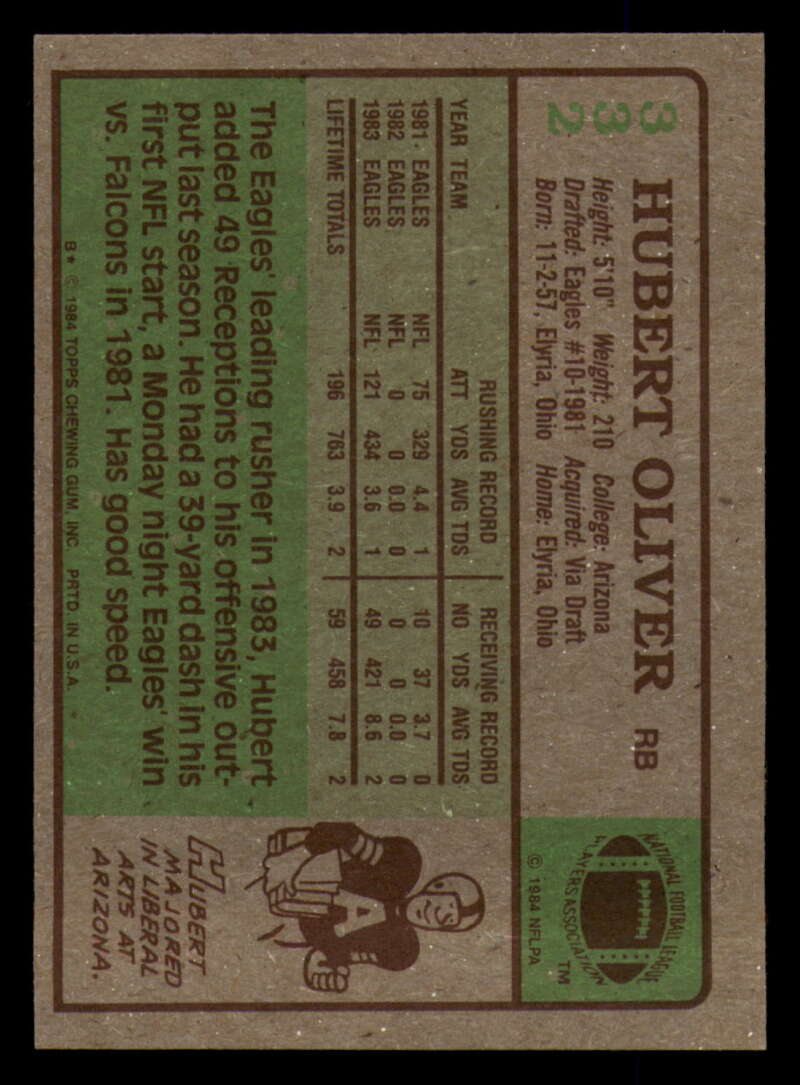 332
HUBERT OLIVER RB
Height: 5'10" Weight: 210 College: Arizona
Drafted: Eagles #10-1981 Acquired: Via Draft
Born: 11-2-57, Elyria, Ohio Home: Elyria, Ohio
NATIONAL FOOTBALL LEAGUE
PLAYERS ASSOCIATION
TM
© 1984 NFLPA
RUSHING RECORD RECEIVING RECORD
YEAR TEAM ATT YDS AVG TDS NO YDS AVG TDS
1981 EAGLES NFL 75 329 4.4 1 10 37 3.7 0
1982 EAGLES NFL 0 0 0.0 0 0 0 0.0 0
1983 EAGLES NFL 121 434 3.6 1 49 421 8.6 2
LIFETIME TOTALS 196 763 3.9 2 59 458 7.8 2
The Eagles' leading rusher in 1983, Hubert
added 49 Receptions to his offensive out-
put last season. He had a 39-yard dash in his
first NFL start, a Monday night Eagles' win
vs. Falcons in 1981. Has good speed.
B* © 1984 TOPPS CHEWING GUM, INC. PRTD. IN U.S.A.
A
HUBERT
MAJORED
IN LIBERAL
ARTS AT
ARIZONA.